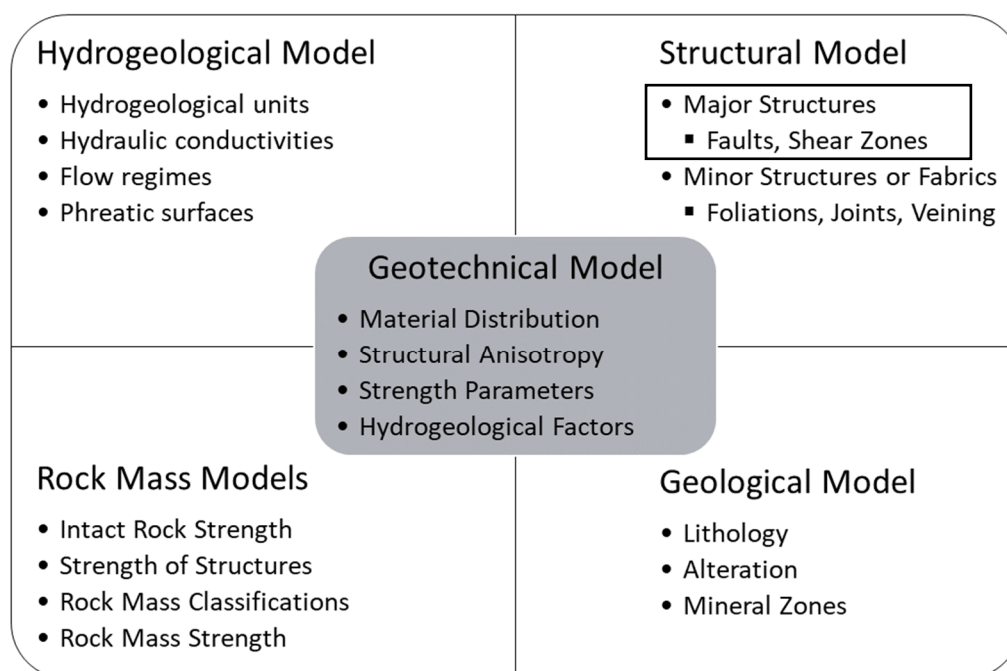 Hydrogeological Model
• Hydrogeological units
• Hydraulic conductivities
• Flow regimes
• Phreatic surfaces
Structural Model
• Major Structures
▪ Faults, Shear Zones
• Minor Structures or Fabrics
▪ Foliations, Joints, Veining
Geotechnical Model
• Material Distribution
• Structural Anisotropy
• Strength Parameters
• Hydrogeological Factors
Rock Mass Models
• Intact Rock Strength
• Strength of Structures
• Rock Mass Classifications
• Rock Mass Strength
Geological Model
• Lithology
• Alteration
• Mineral Zones